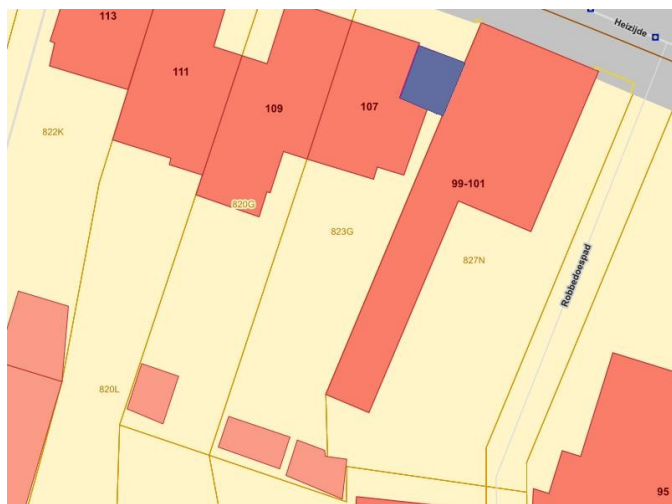 113
Heizijde
111
109
107
822K
99-101
820G
823G
827N
Robbedoespad
820L
95